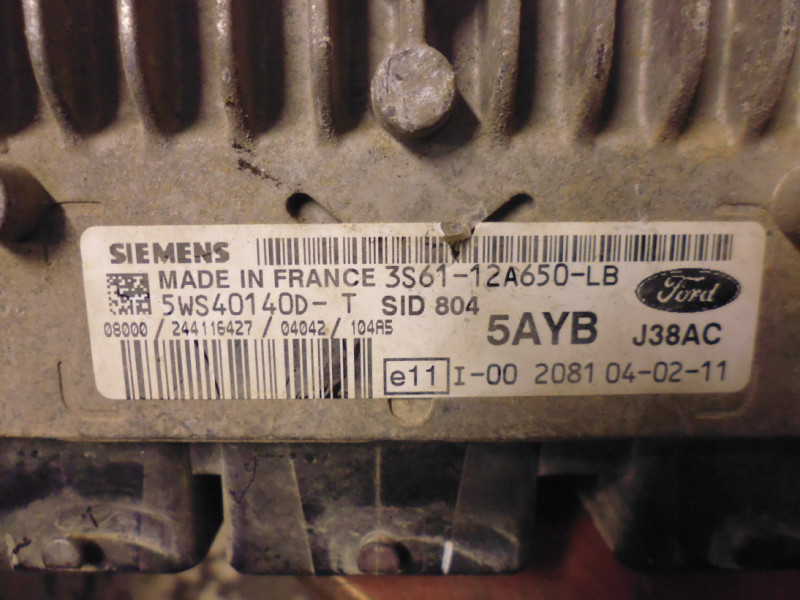 SIEMENS
MADE IN FRANCE 3S61-12A650-LB
Ford
5WS40140D-T SID 804
08000/244116427/04042/104A5
5AYB J38AC
e11 I-00 2081 04-02-11